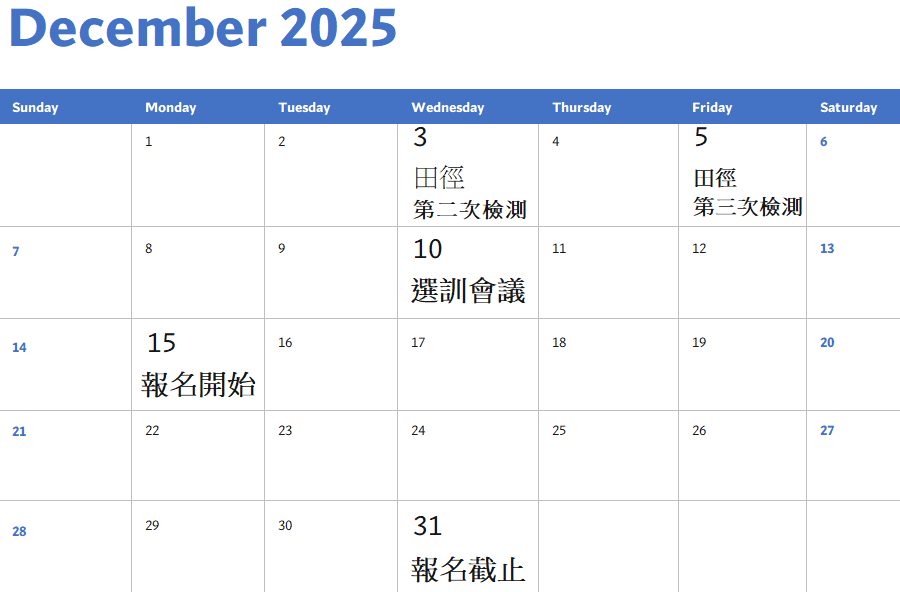 December 2025
Sunday Monday Tuesday Wednesday Thursday Friday Saturday
1 2 3 4 5 6
田徑 田徑
第二次檢測 第三次檢測
7 8 9 10 11 12 13
選訓會議
14 15 16 17 18 19 20
報名開始
21 22 23 24 25 26 27
28 29 30 31
報名截止